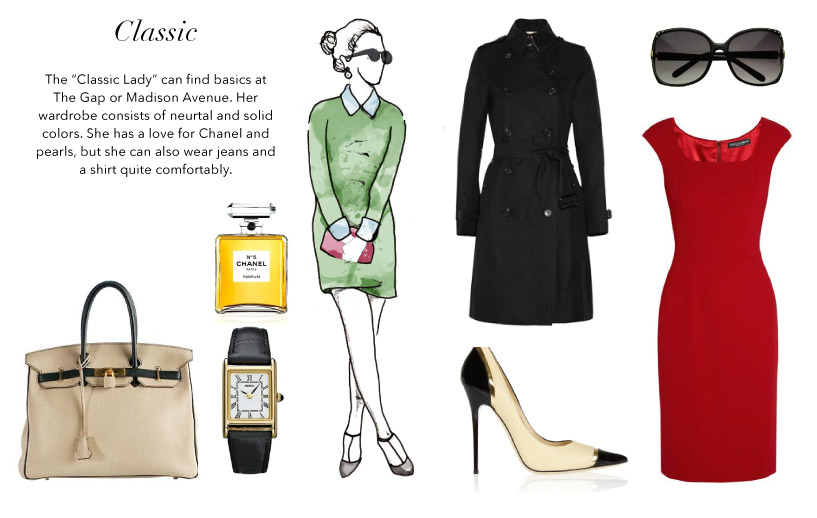 Classic
The “Classic Lady” can find basics at
The Gap or Madison Avenue. Her
wardrobe consists of neurtal and solid
colors. She has a love for Chanel and
pearls, but she can also wear jeans and
a shirt quite comfortably.
N°5
CHANEL
PARIS
PARFUM